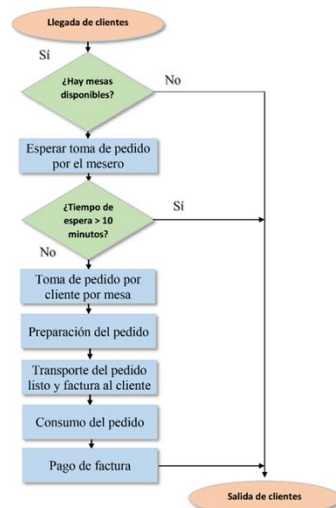 Llegada de clientes
Sí
¿Hay mesas
disponibles?
No
Esperar toma de pedido
por el mesero
¿Tiempo de
espera > 10
minutos?
Sí
No
Toma de pedido por
cliente por mesa
Preparación del pedido
Transporte del pedido
listo y factura al cliente
Consumo del pedido
Pago de factura
Salida de clientes